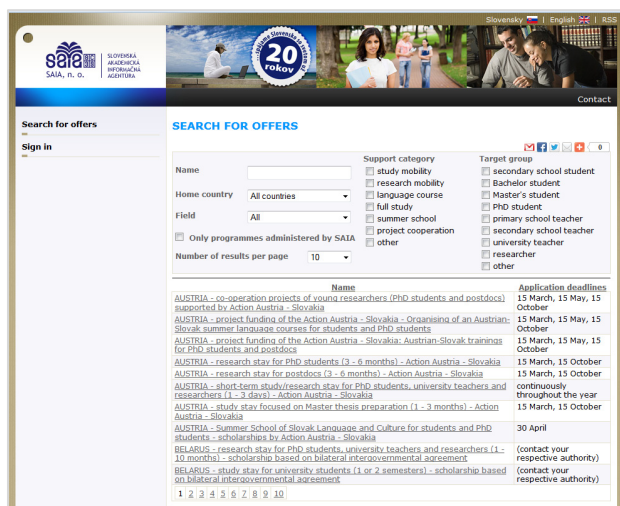 Slovensky | English | RSS
saia
SLOVENSKÁ
AKADEMICKÁ
INFORMAČNÁ
AGENTÚRA
SAIA, n. o.
20
rokov
Contact
Search for offers
Sign in
SEARCH FOR OFFERS
0
Name
Home country All countries
Field All
Only programmes administered by SAIA
Number of results per page 10
Support category
study mobility
research mobility
language course
full study
summer school
project cooperation
other
Target group
secondary school student
Bachelor student
Master's student
PhD student
primary school teacher
secondary school teacher
university teacher
researcher
other
Name Application deadlines
AUSTRIA - co-operation projects of young researchers (PhD students and postdocs) 15 March, 15 May, 15
supported by Action Austria - Slovakia October
AUSTRIA - project funding of the Action Austria - Slovakia - Organising of an Austrian- 15 March, 15 May, 15
Slovak summer language courses for students and PhD students October
AUSTRIA - project funding of the Action Austria - Slovakia: Austrian-Slovak trainings 15 March, 15 May, 15
for PhD students and postdocs October
AUSTRIA - research stay for PhD students (3 - 6 months) - Action Austria - Slovakia 15 March, 15 October
AUSTRIA - research stay for postdocs (3 - 6 months) - Action Austria - Slovakia 15 March, 15 October
AUSTRIA - short-term study/research stay for PhD students, university teachers and continuously
researchers (1 - 3 days) - Action Austria - Slovakia throughout the year
AUSTRIA - study stay focused on Master thesis preparation (1 - 3 months) - Action 15 March, 15 October
Austria - Slovakia
AUSTRIA - Summer School of Slovak Language and Culture for students and PhD 30 April
students - scholarships by Action Austria - Slovakia
BELARUS - research stay for PhD students, university teachers and researchers (1 - (contact your
10 months) - scholarship based on bilateral intergovernmental agreement respective authority)
BELARUS - study stay for university students (1 or 2 semesters) - scholarship based (contact your
on bilateral intergovernmental agreement respective authority)
1 2 3 4 5 6 7 8 9 10